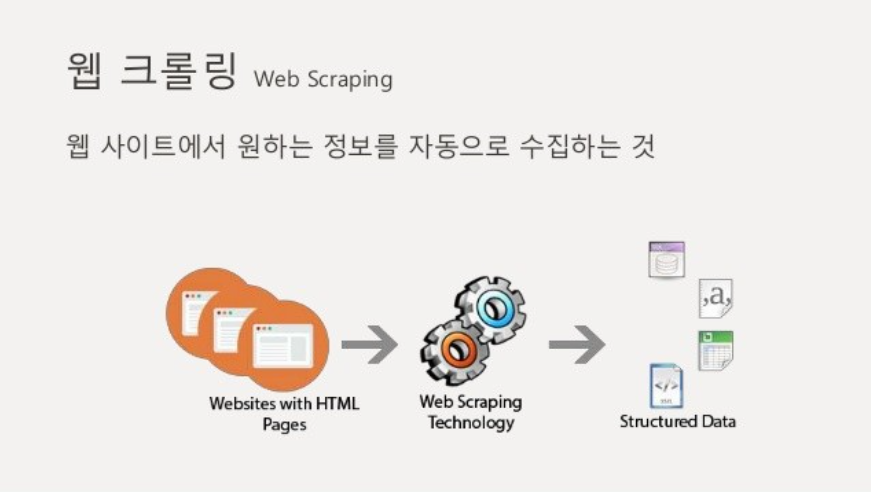 웹 크롤링 Web Scraping
웹 사이트에서 원하는 정보를 자동으로 수집하는 것
,a,
Websites with HTML
Pages
Web Scraping
Technology
Structured Data